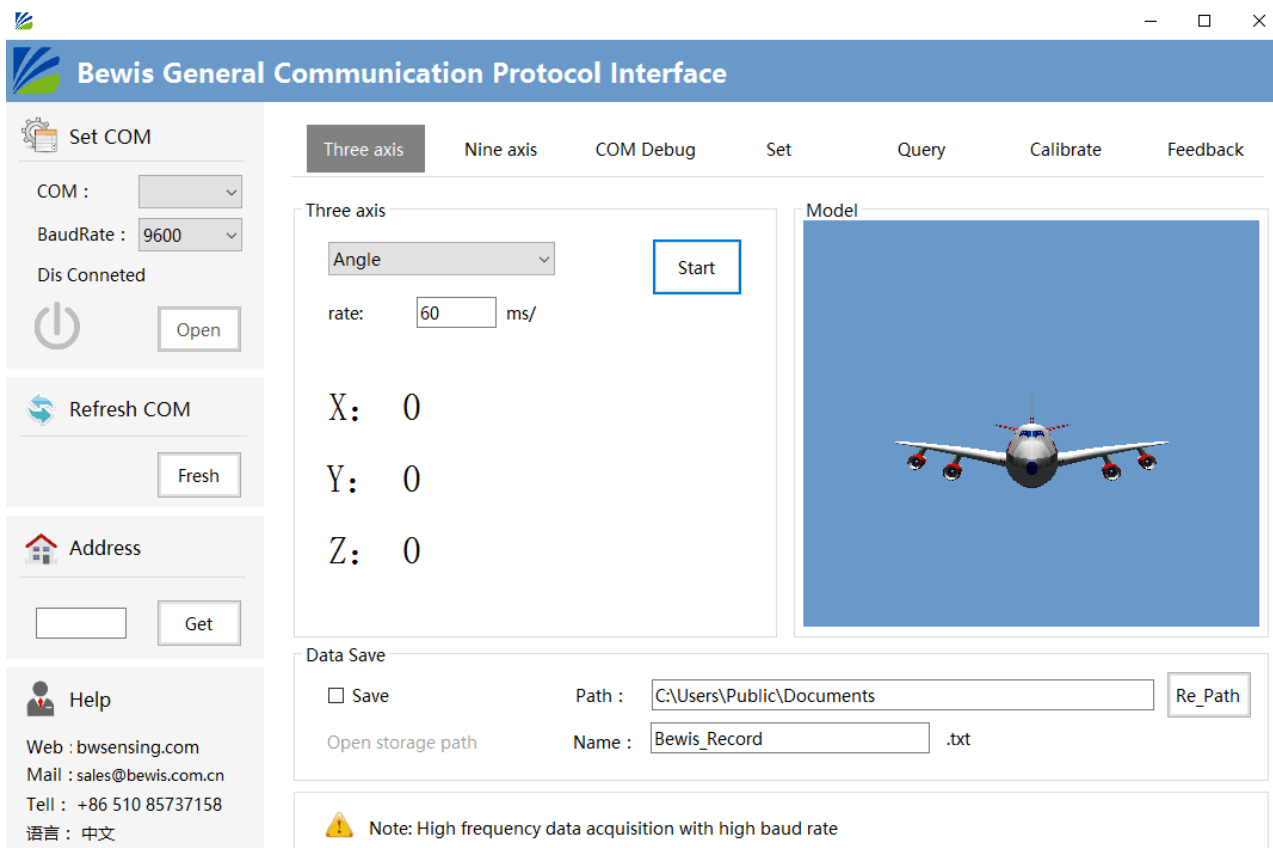 Bewis General Communication Protocol Interface
Set COM
COM :
BaudRate : 9600
Dis Conneted
Open
Refresh COM
Fresh
Address
Get
Help
Web : bwsensing.com
Mail : sales@bewis.com.cn
Tell : +86 510 85737158
语言： 中文
Three axis Nine axis COM Debug Set Query Calibrate Feedback
Three axis
Angle
Start
rate: 60 ms/
X: 0
Y: 0
Z: 0
Model
Data Save
Save
Path : C:\Users\Public\Documents Re_Path
Open storage path
Name : Bewis_Record .txt
Note: High frequency data acquisition with high baud rate